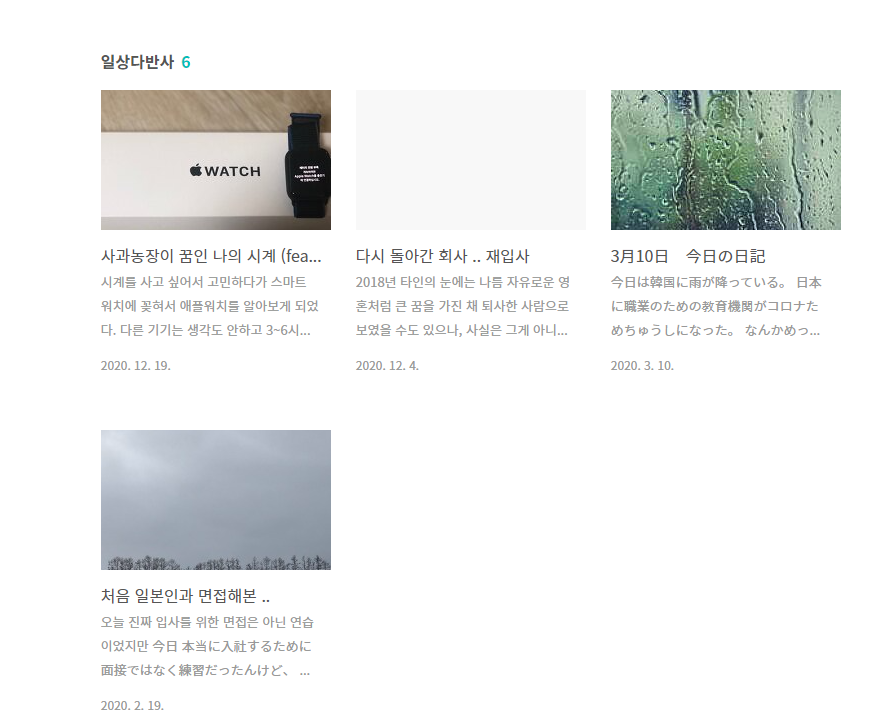 일상다반사 6
WATCH
사과농장이 꿈인 나의 시계 (fea...
시계를 사고 싶어서 고민하다가 스마트
워치에 꽂혀서 애플워치를 알아보게 되었
다. 다른 기기는 생각도 안하고 3~6시...
2020. 12. 19.
다시 돌아간 회사 .. 재입사
2018년 타인의 눈에는 나름 자유로운 영
혼처럼 큰 꿈을 가진 채 퇴사한 사람으로
보였을 수도 있으나, 사실은 그게 아니...
2020. 12. 4.
3月10日　今日の日記
今日は韓国に雨が降っている。 日本
に職業のための教育機関がコロナた
めちゅうしになった。 なんかめっ...
2020. 3. 10.
처음 일본인과 면접해본 ..
오늘 진짜 입사를 위한 면접은 아닌 연습
이었지만 今日 本当に入社するために
面接ではなく練習だったんけど、 ...
2020. 2. 19.